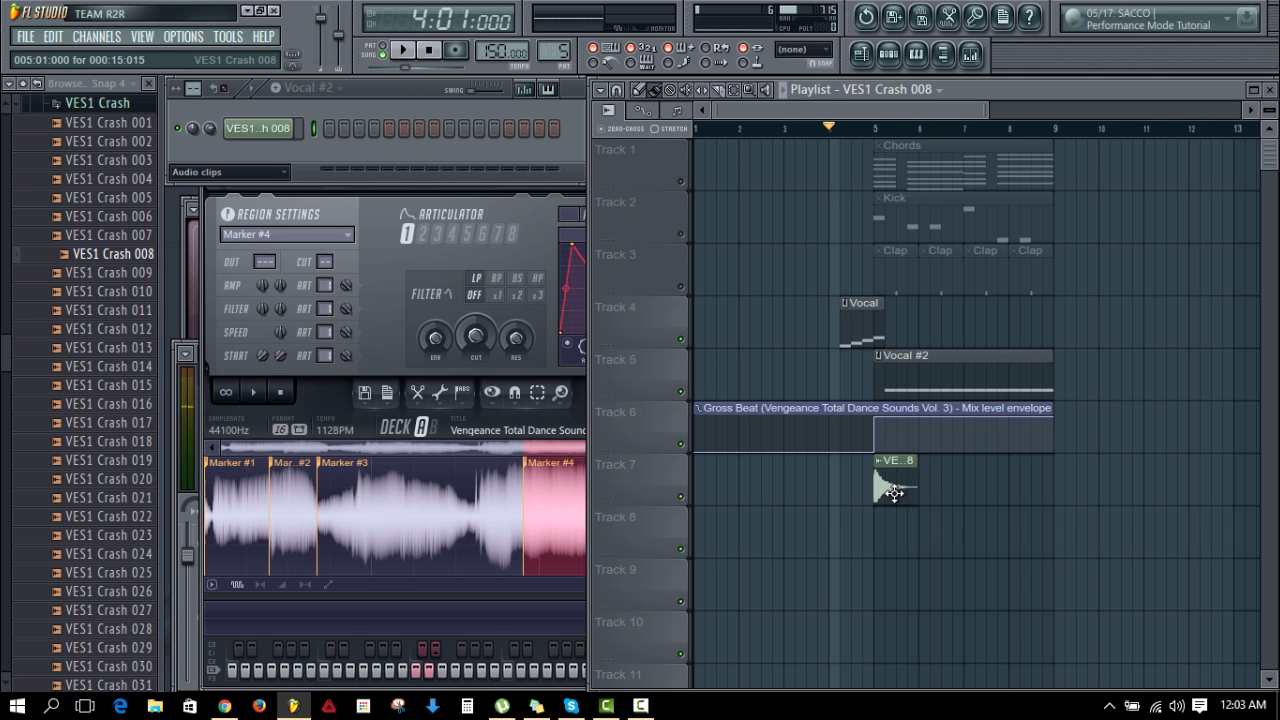 FL STUDIO TEAM R2R
FILE EDIT CHANNELS VIEW OPTIONS TOOLS HELP
005:01:000 for 000:15:015 VES1 Crash 008
4:01:000
PAT SONG
150.000 5 PAT
MONITOR
6 715
(none)
SNAP
05/17: SACCO
Performance Mode Tutorial
Browse.. Snap 4
VES1 Crash
VES1 Crash 001
VES1 Crash 002
VES1 Crash 003
VES1 Crash 004
VES1 Crash 005
VES1 Crash 006
VES1 Crash 007
VES1 Crash 008
VES1 Crash 009
VES1 Crash 010
VES1 Crash 011
VES1 Crash 012
VES1 Crash 013
VES1 Crash 014
VES1 Crash 015
VES1 Crash 016
VES1 Crash 017
VES1 Crash 018
VES1 Crash 019
VES1 Crash 020
VES1 Crash 021
VES1 Crash 022
VES1 Crash 023
VES1 Crash 024
VES1 Crash 025
VES1 Crash 026
VES1 Crash 027
VES1 Crash 028
VES1 Crash 029
VES1 Crash 030
VES1 Crash 031
Vocal #2 SWING
VES1..h 008
Audio clips
REGION SETTINGS ARTICULATOR
Marker #4 1 2 3 4 5 6 7 8
OUT --- CUT --
AMP ART
FILTER ART
SPEED ART
START ART
FILTER LP BP BS HP
OFF x1 x2 x3
ENV CUT RES
SAMPLERATE FORMAT TEMPO TITLE
44100HZ 16 112BPM DECK A B Vengeance Total Dance Sound
Marker #1 Mar..#2 Marker #3 Marker #4
Playlist - VES1 Crash 008
ZERO-CROSS STRETCH
1 2 3 4 5 6 7 8 9 10 11 12 13
Track 1 Chords
Track 2 Kick
Track 3 Clap Clap Clap Clap
Track 4 Vocal
Track 5 Vocal #2
Track 6 Gross Beat (Vengeance Total Dance Sounds Vol. 3) - Mix level envelope
Track 7 VE..8
Track 8
Track 9
Track 10
Track 11
12:03 AM